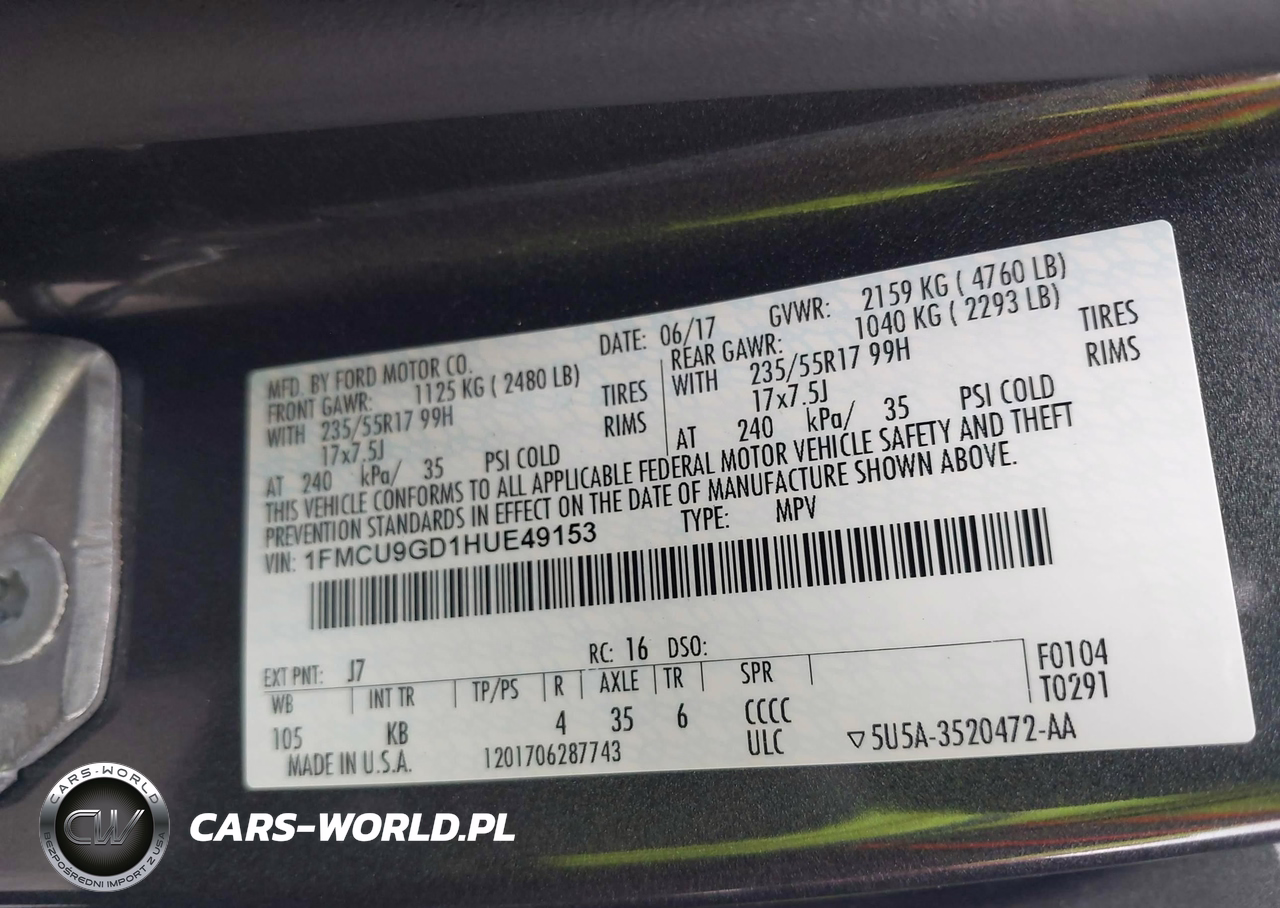 MFD. BY FORD MOTOR CO. DATE: 06/17 GVWR: 2159 KG ( 4760 LB)
FRONT GAWR: 1125 KG ( 2480 LB) REAR GAWR: 1040 KG ( 2293 LB)
WITH 235/55R17 99H TIRES WITH 235/55R17 99H TIRES
17x7.5J RIMS 17x7.5J RIMS
AT 240 kPa/ 35 PSI COLD AT 240 kPa/ 35 PSI COLD
THIS VEHICLE CONFORMS TO ALL APPLICABLE FEDERAL MOTOR VEHICLE SAFETY AND THEFT
PREVENTION STANDARDS IN EFFECT ON THE DATE OF MANUFACTURE SHOWN ABOVE.
VIN: 1FMCU9GD1HUE49153 TYPE: MPV
EXT PNT: J7 RC: 16 DSO: F0104
WB INT TR TP/PS R AXLE TR SPR T0291
105 KB 4 35 6 CCCC
MADE IN U.S.A. 1201706287743 ULC ▽5U5A-3520472-AA
CARS-WORLD
CW
BEZPOŚREDNI IMPORT Z USA
CARS-WORLD.PL